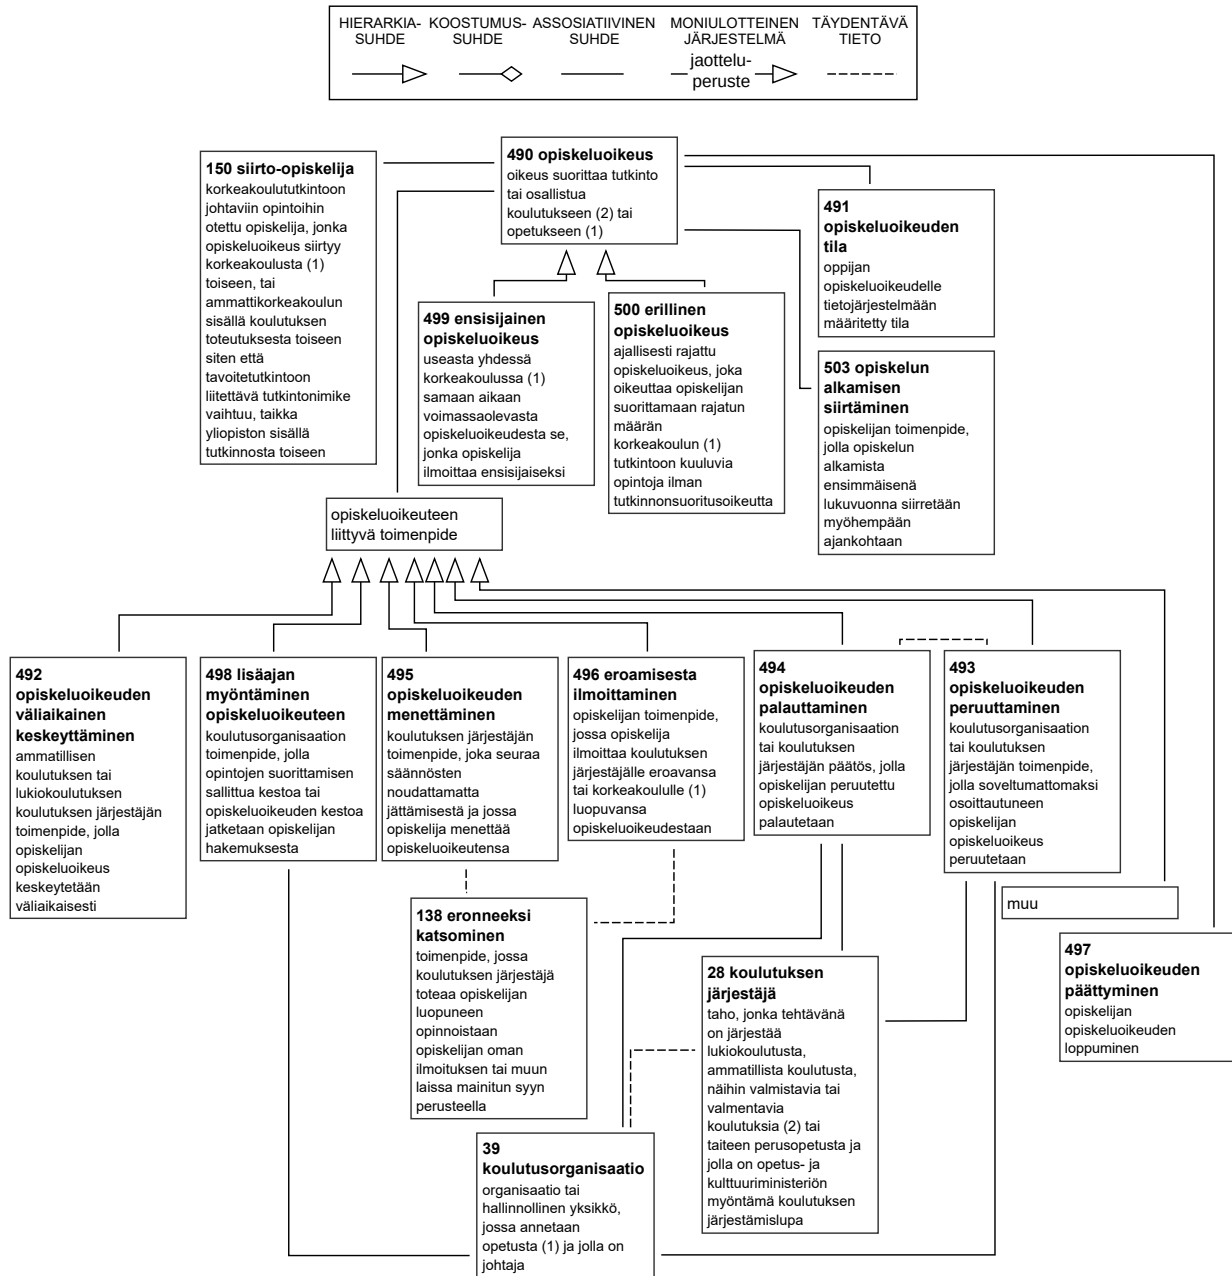 HIERARKIA-
SUHDE
KOOSTUMUS-
SUHDE
ASSOSIATIIVINEN
SUHDE
MONIULOTTEINEN
JÄRJESTELMÄ
TÄYDENTÄVÄ
TIETO
jaottelu-
peruste
150 siirto-opiskelija
korkeakoulututkintoon
johtaviin opintoihin
otettu opiskelija, jonka
opiskeluoikeus siirtyy
korkeakoulusta (1)
toiseen, tai
ammattikorkeakoulun
sisällä koulutuksen
toteutuksesta toiseen
siten että
tavoitetutkintoon
liitettävä tutkintonimike
vaihtuu, taikka
yliopiston sisällä
tutkinnosta toiseen
490 opiskeluoikeus
oikeus suorittaa tutkinto
tai osallistua
koulutukseen (2) tai
opetukseen (1)
491
opiskeluoikeuden
tila
oppijan
opiskeluoikeudelle
tietojärjestelmään
määritetty tila
499 ensisijainen
opiskeluoikeus
useasta yhdessä
korkeakoulussa (1)
samaan aikaan
voimassaolevasta
opiskeluoikeudesta se,
jonka opiskelija
ilmoittaa ensisijaiseksi
500 erillinen
opiskeluoikeus
ajallisesti rajattu
opiskeluoikeus, joka
oikeuttaa opiskelijan
suorittamaan rajatun
määrän
korkeakoulun (1)
tutkintoon kuuluvia
opintoja ilman
tutkinnonsuoritusoikeutta
503 opiskelun
alkamisen
siirtäminen
opiskelijan toimenpide,
jolla opiskelun
alkamista
ensimmäisenä
lukuvuonna siirretään
myöhempään
ajankohtaan
opiskeluoikeuteen
liittyvä toimenpide
492
opiskeluoikeuden
väliaikainen
keskeyttäminen
ammatillisen
koulutuksen tai
lukiokoulutuksen
koulutuksen järjestäjän
toimenpide, jolla
opiskelijan
opiskeluoikeus
keskeytetään
väliaikaisesti
498 lisäajan
myöntäminen
opiskeluoikeuteen
koulutusorganisaation
toimenpide, jolla
opintojen suorittamisen
sallittua kestoa tai
opiskeluoikeuden kestoa
jatketaan opiskelijan
hakemuksesta
495
opiskeluoikeuden
menettäminen
koulutuksen järjestäjän
toimenpide, joka seuraa
säännösten
noudattamatta
jättämisestä ja jossa
opiskelija menettää
opiskeluoikeutensa
496 eroamisesta
ilmoittaminen
opiskelijan toimenpide,
jossa opiskelija
ilmoittaa koulutuksen
järjestäjälle eroavansa
tai korkeakoululle (1)
luopuvansa
opiskeluoikeudestaan
494
opiskeluoikeuden
palauttaminen
koulutusorganisaation
tai koulutuksen
järjestäjän päätös, jolla
opiskelijan peruutettu
opiskeluoikeus
palautetaan
493
opiskeluoikeuden
peruuttaminen
koulutusorganisaation
tai koulutuksen
järjestäjän toimenpide,
jolla soveltumattomaksi
osoittautuneen
opiskelijan
opiskeluoikeus
peruutetaan
muu
138 eronneeksi
katsominen
toimenpide, jossa
koulutuksen järjestäjä
toteaa opiskelijan
luopuneen
opinnoistaan
opiskelijan oman
ilmoituksen tai muun
laissa mainitun syyn
perusteella
28 koulutuksen
järjestäjä
taho, jonka tehtävänä
on järjestää
lukiokoulutusta,
ammatillista koulutusta,
näihin valmistavia tai
valmentavia
koulutuksia (2) tai
taiteen perusopetusta ja
jolla on opetus- ja
kulttuuriministeriön
myöntämä koulutuksen
järjestämislupa
497
opiskeluoikeuden
päättyminen
opiskelijan
opiskeluoikeuden
loppuminen
39
koulutusorganisaatio
organisaatio tai
hallinnollinen yksikkö,
jossa annetaan
opetusta (1) ja jolla on
johtaja